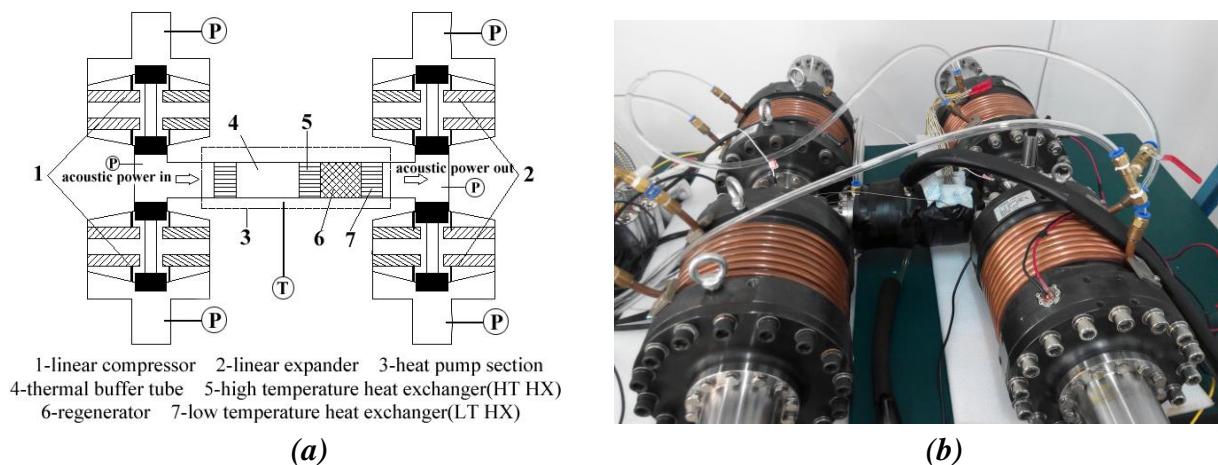 P P
4 5
1 P acoustic power in acoustic power out P 2
3 6 7
T
P P
1-linear compressor 2-linear expander 3-heat pump section
4-thermal buffer tube 5-high temperature heat exchanger(HT HX)
6-regenerator 7-low temperature heat exchanger(LT HX)
(a) (b)